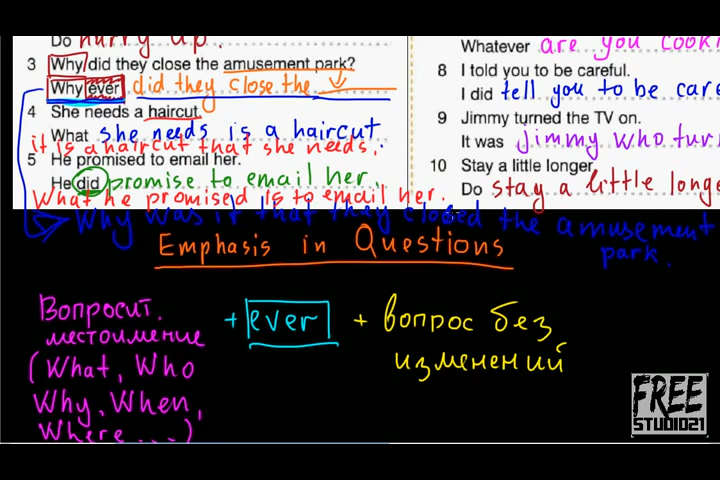 Do hurry up.
3 Why did they close the amusement park?
Why ever did they close the
4 She needs a haircut.
What she needs is a haircut.
it is a haircut that she needs.
5 He promised to email her.
He did promise to email her.
What he promised is to email her.
Why was it that they closed the amusement park.
Whatever are you
8 I told you to be careful.
I did tell you to be
9 Jimmy turned the TV on.
It was Jimmy who
10 Stay a little longer.
Do stay a little
Emphasis in Questions
Вопросит. местоимение
(What, Who
Why, When,
Where ...)
+ ever + вопрос без
изменений
FREE
STUDIO21